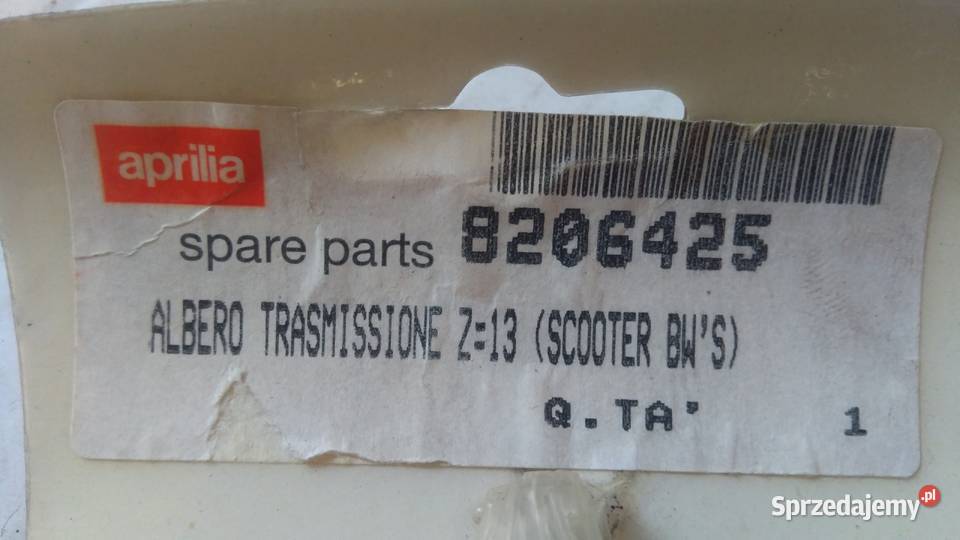 aprilia
spare parts 8206425
ALBERO TRASMISSIONE Z=13 (SCOOTER BW'S)
Q.TA' 1
Sprzedajemy.pl